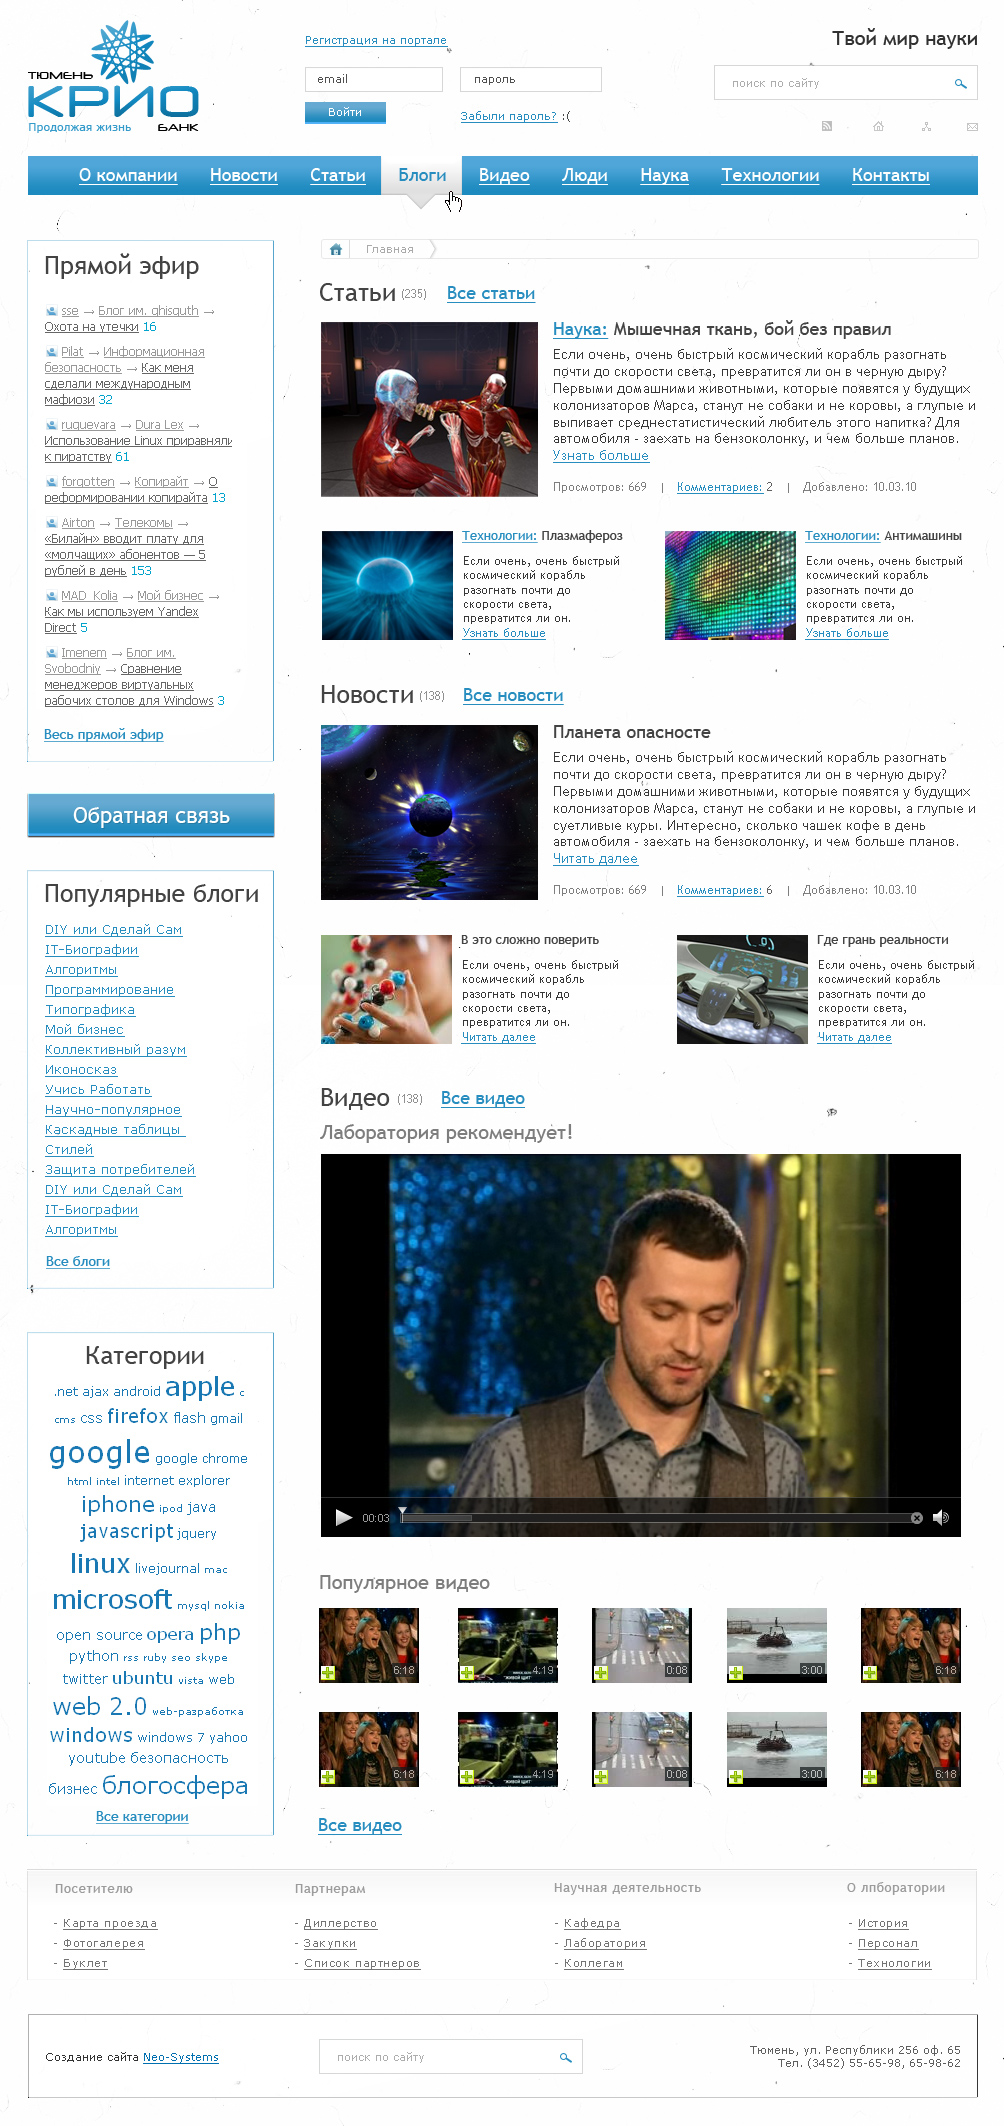 ТЮМЕНЬ
КРИО
Продолжая жизнь БАНК
Регистрация на портале
email пароль
Войти Забыли пароль? :(
Твой мир науки
поиск по сайту
О компании Новости Статьи Блоги Видео Люди Наука Технологии Контакты
Прямой эфир
sse → Блог им. ghisguth →
Охота на утечки 16
Pilat → Информационная
безопасность → Как меня
сделали международным
мафиози 32
ruguevara → Dura Lex →
Использование Linux приравняли
к пиратству 61
forgotten → Копирайт → О
реформировании копирайта 13
Airton → Телекомы →
«Билайн» вводит плату для
«молчащих» абонентов — 5
рублей в день 153
MAD_Kolia → Мой бизнес →
Как мы используем Yandex
Direct 5
Imenem → Блог им.
Svobodniy → Сравнение
менеджеров виртуальных
рабочих столов для Windows 3
Весь прямой эфир
Обратная связь
Популярные блоги
DIY или Сделай Сам
IT-Биографии
Алгоритмы
Программирование
Типографика
Мой бизнес
Коллективный разум
Иконосказ
Учись Работать
Научно-популярное
Каскадные таблицы
Стилей
Защита потребителей
DIY или Сделай Сам
IT-Биографии
Алгоритмы
Все блоги
Категории
.net ajax android apple c
cms css firefox flash gmail
google google chrome
html intel internet explorer
iphone ipod java
javascript jquery
linux livejournal mac
microsoft mysql nokia
open source opera php
python rss ruby seo skype
twitter ubuntu vista web
web 2.0 web-разработка
windows windows 7 yahoo
youtube безопасность
бизнес блогосфера
Все категории
Главная
Статьи (235) Все статьи
Наука: Мышечная ткань, бой без правил
Если очень, очень быстрый космический корабль разогнать
почти до скорости света, превратится ли он в черную дыру?
Первыми домашними животными, которые появятся у будущих
колонизаторов Марса, станут не собаки и не коровы, а глупые и
выпивает среднестатистический любитель этого напитка? Для
автомобиля - заехать на бензоколонку, и чем больше планов.
Узнать больше
Просмотров: 669 | Комментариев: 2 | Добавлено: 10.03.10
Технологии: Плазмафероз
Если очень, очень быстрый
космический корабль
разогнать почти до
скорости света,
превратится ли он.
Узнать больше
Технологии: Антимашины
Если очень, очень быстрый
космический корабль
разогнать почти до
скорости света,
превратится ли он.
Узнать больше
Новости (138) Все новости
Планета опасносте
Если очень, очень быстрый космический корабль разогнать
почти до скорости света, превратится ли он в черную дыру?
Первыми домашними животными, которые появятся у будущих
колонизаторов Марса, станут не собаки и не коровы, а глупые и
суетливые куры. Интересно, сколько чашек кофе в день
автомобиля - заехать на бензоколонку, и чем больше планов.
Читать далее
Просмотров: 669 | Комментариев: 6 | Добавлено: 10.03.10
В это сложно поверить
Если очень, очень быстрый
космический корабль
разогнать почти до
скорости света,
превратится ли он.
Читать далее
Где грань реальности
Если очень, очень быстрый
космический корабль
разогнать почти до
скорости света,
превратится ли он.
Читать далее
Видео (138) Все видео
Лаборатория рекомендует!
00:03
Популярное видео
6:18 4:19 0:08 3:00 6:18
6:18 4:19 0:08 3:00 6:18
Все видео
Посетителю Партнерам Научная деятельность О лпборатории
- Карта проезда - Диллерство - Кафедра - История
- Фотогалерея - Закупки - Лаборатория - Персонал
- Буклет - Список партнеров - Коллегам - Технологии
Создание сайта Neo-Systems
поиск по сайту
Тюмень, ул. Республики 256 оф. 65
Тел. (3452) 55-65-98, 65-98-62